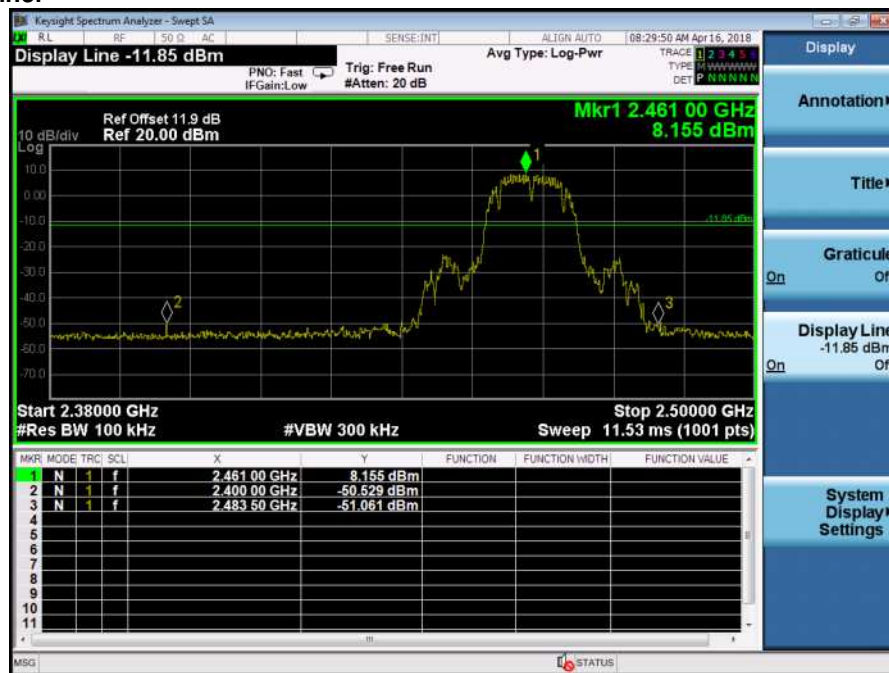 Keysight Spectrum Analyzer - Swept SA
RL RF 50 Ω AC SENSE:INT ALIGN AUTO 08:29:50 AM Apr 16, 2018
Display Line -11.85 dBm
PNO: Fast
IFGain:Low
Trig: Free Run
#Atten: 20 dB
Avg Type: Log-Pwr
TRACE 1 2 3 4 5 6
TYPE M WWWWW
DET P N N N N N
Mkr1 2.461 00 GHz
8.155 dBm
Ref Offset 11.9 dB
Ref 20.00 dBm
10 dB/div
Log
1
10.0
0.00
-10.0
-11.85 dBm
-20.0
-30.0
-40.0
2
3
-50.0
-60.0
-70.0
Start 2.38000 GHz Stop 2.50000 GHz
#Res BW 100 kHz #VBW 300 kHz Sweep 11.53 ms (1001 pts)
MKR MODE TRC SCL X Y FUNCTION FUNCTION WIDTH FUNCTION VALUE
1 N 1 f 2.461 00 GHz 8.155 dBm
2 N 1 f 2.400 00 GHz -50.529 dBm
3 N 1 f 2.483 50 GHz -51.061 dBm
4
5
6
7
8
9
10
11
MSG STATUS
Display
Annotation
Title
Graticule
On Of
Display Line
-11.85 dBm
On Of
System
Display
Settings